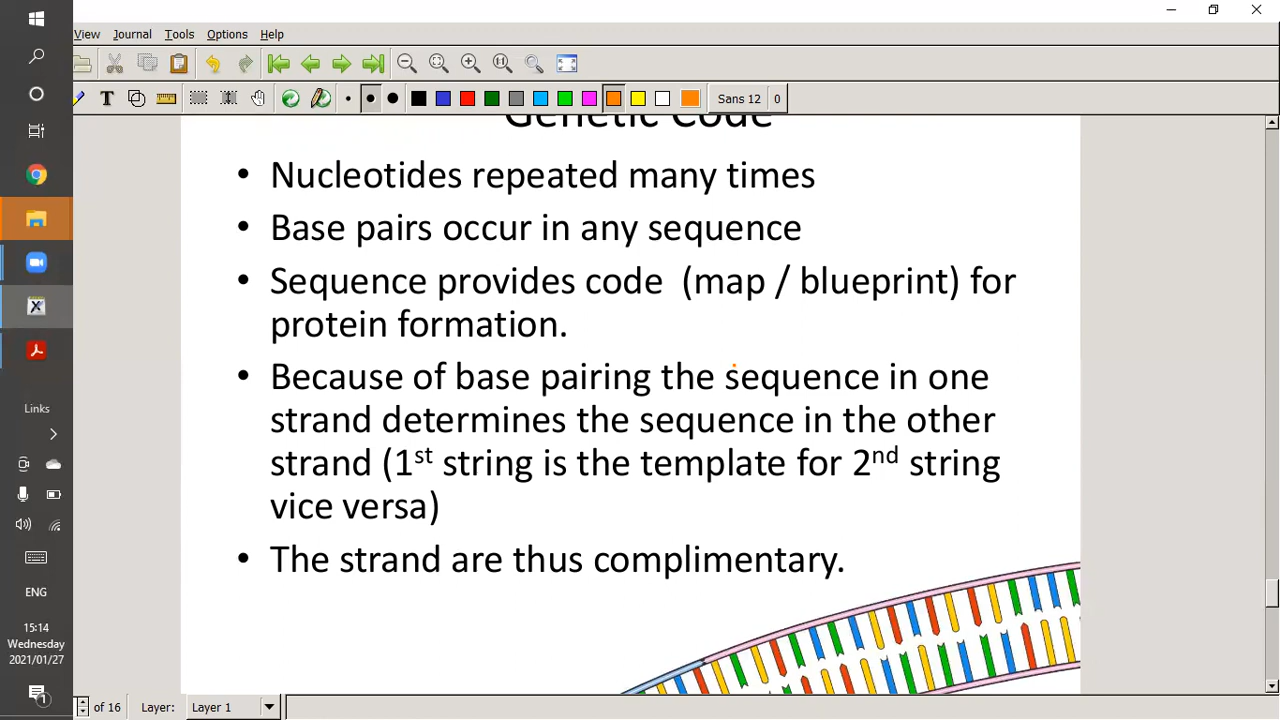 View Journal Tools Options Help
T Sans 12 0
Genetic Code
• Nucleotides repeated many times
• Base pairs occur in any sequence
• Sequence provides code (map / blueprint) for
protein formation.
• Because of base pairing the sequence in one
strand determines the sequence in the other
strand (1st string is the template for 2nd string
vice versa)
• The strand are thus complimentary.
Links
ENG
15:14
Wednesday
2021/01/27
1
of 16 Layer: Layer 1